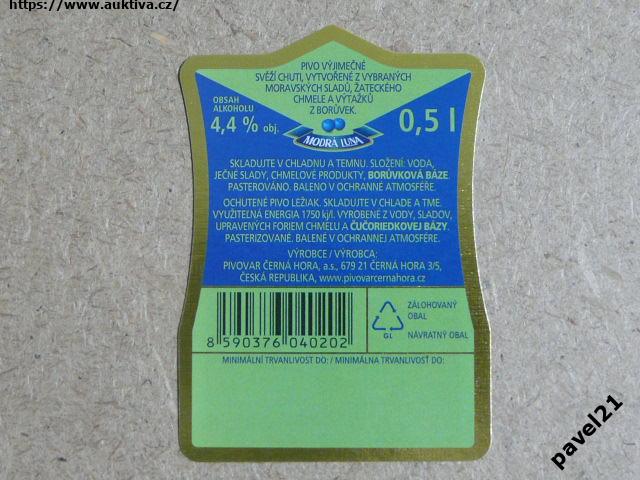 https://www.auktiva.cz/
PIVO VÝJIMEČNÉ
SVĚŽÍ CHUTI, VYTVOŘENÉ Z VYBRANÝCH
MORAVSKÝCH SLADŮ, ŽATECKÉHO
CHMELE A VÝTAŽKŮ
Z BORŮVEK.
OBSAH
ALKOHOLU
4,4 % obj.
0,5 l
MODRÁ LUNA
SKLADUJTE V CHLADNU A TEMNU. SLOŽENÍ: VODA,
JEČNÉ SLADY, CHMELOVÉ PRODUKTY, BORŮVKOVÁ BÁZE.
PASTEROVÁNO. BALENO V OCHRANNÉ ATMOSFÉŘE.
OCHUTENÉ PIVO LEŽIAK. SKLADUJTE V CHLADE A TME.
VYUŽITEĽNÁ ENERGIA 1750 kJ/l. VYROBENÉ Z VODY, SLADOV,
UPRAVENÝCH FORIEM CHMELU A ČUČORIEDKOVEJ BÁZY.
PASTERIZOVANÉ. BALENÉ V OCHRANNEJ ATMOSFÉRE.
VÝROBCE / VÝROBCA:
PIVOVAR ČERNÁ HORA, a.s., 679 21 ČERNÁ HORA 3/5,
ČESKÁ REPUBLIKA, www.pivovarcernahora.cz
8 590376 040202
GL
ZÁLOHOVANÝ
OBAL
NÁVRATNÝ OBAL
MINIMÁLNÍ TRVANLIVOST DO: / MINIMÁLNA TRVANLIVOSŤ DO:
pavel21